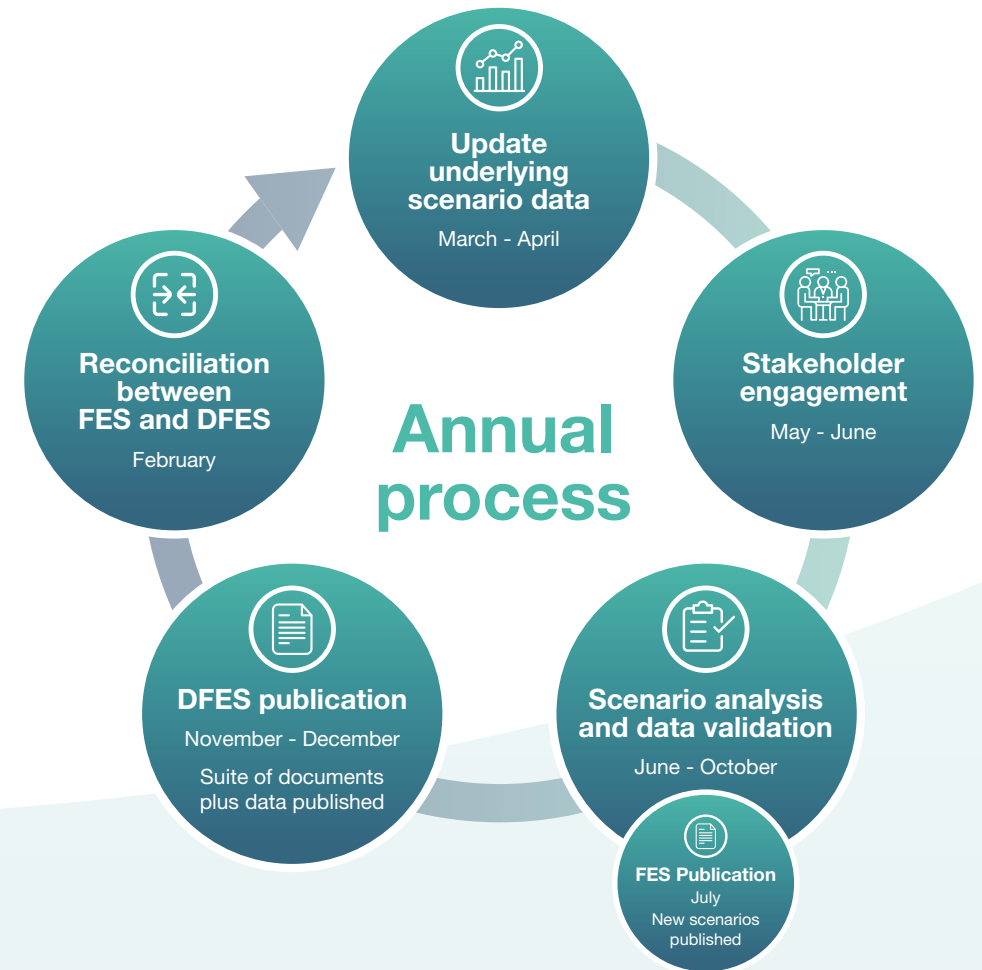 Update
underlying
scenario data
March - April
Stakeholder
engagement
May - June
Scenario analysis
and data validation
June - October
FES Publication
July
New scenarios
published
DFES publication
November - December
Suite of documents
plus data published
Reconciliation
between
FES and DFES
February
Annual
process